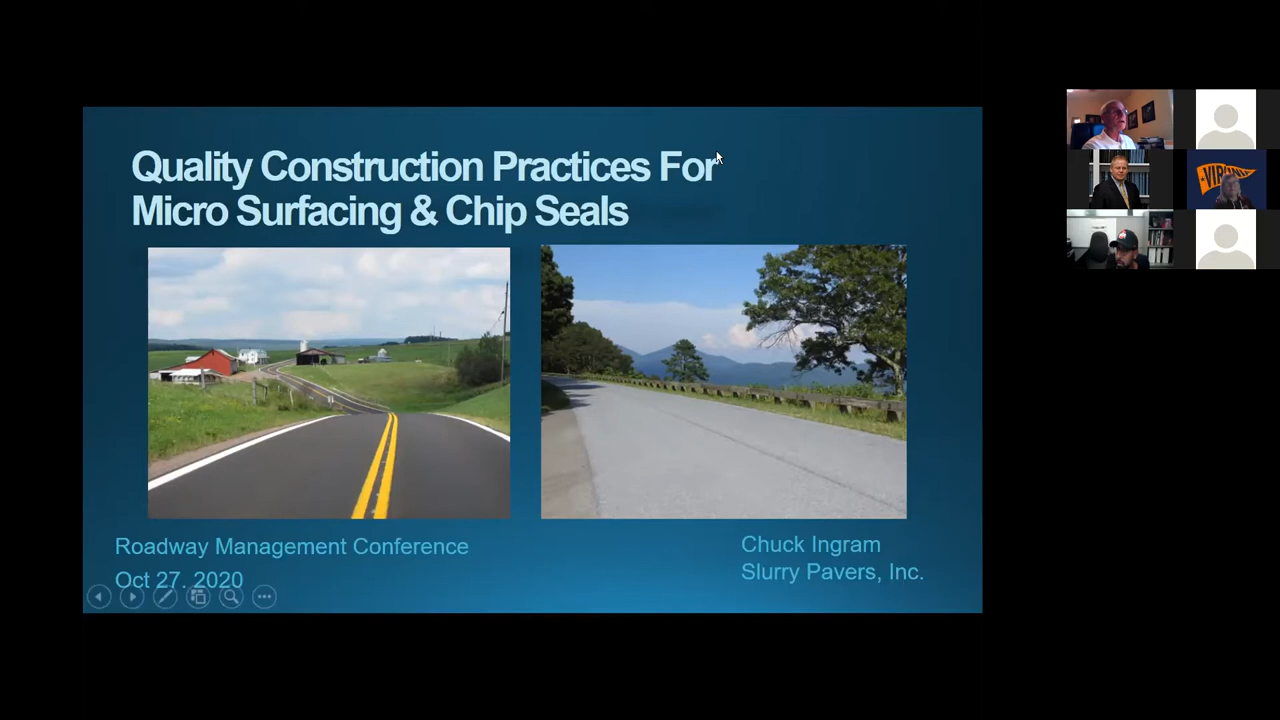 Quality Construction Practices For
Micro Surfacing & Chip Seals
Roadway Management Conference
Oct 27. 2020
Chuck Ingram
Slurry Pavers, Inc.